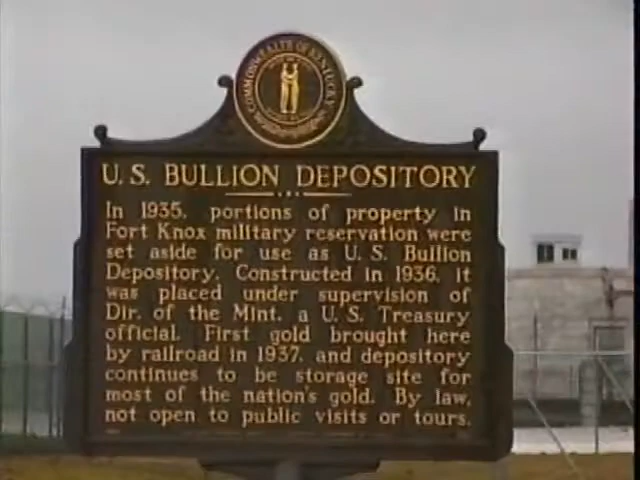 COMMONWEALTH OF KENTUCKY
U.S. BULLION DEPOSITORY
In 1935, portions of property in
Fort Knox military reservation were
set aside for use as U.S. Bullion
Depository. Constructed in 1936, it
was placed under supervision of
Dir. of the Mint, a U.S. Treasury
official. First gold brought here
by railroad in 1937, and depository
continues to be storage site for
most of the nation's gold. By law,
not open to public visits or tours.